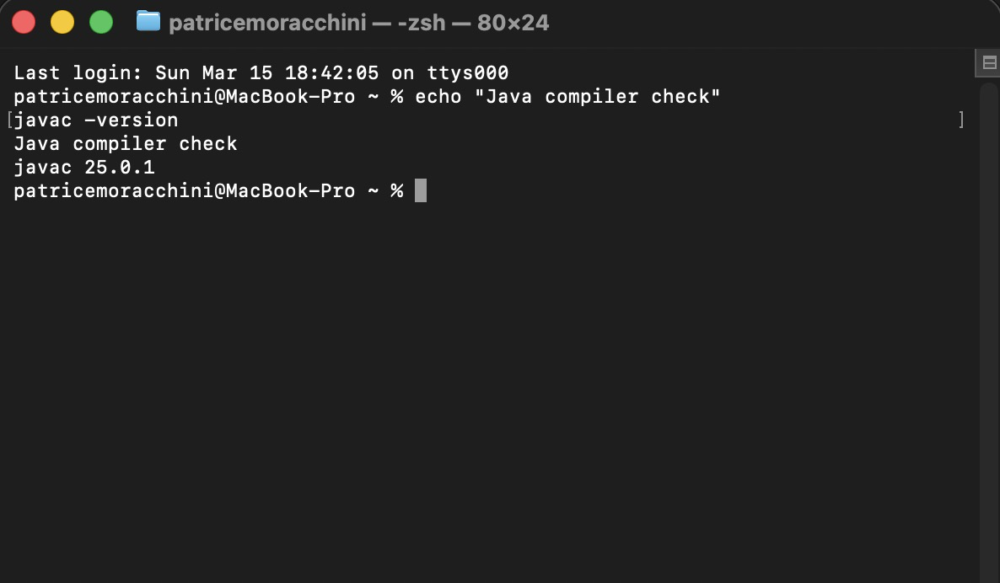 patricemoracchini — -zsh — 80×24
Last login: Sun Mar 15 18:42:05 on ttys000
patricemoracchini@MacBook-Pro ~ % echo "Java compiler check"
[javac -version ]
Java compiler check
javac 25.0.1
patricemoracchini@MacBook-Pro ~ %